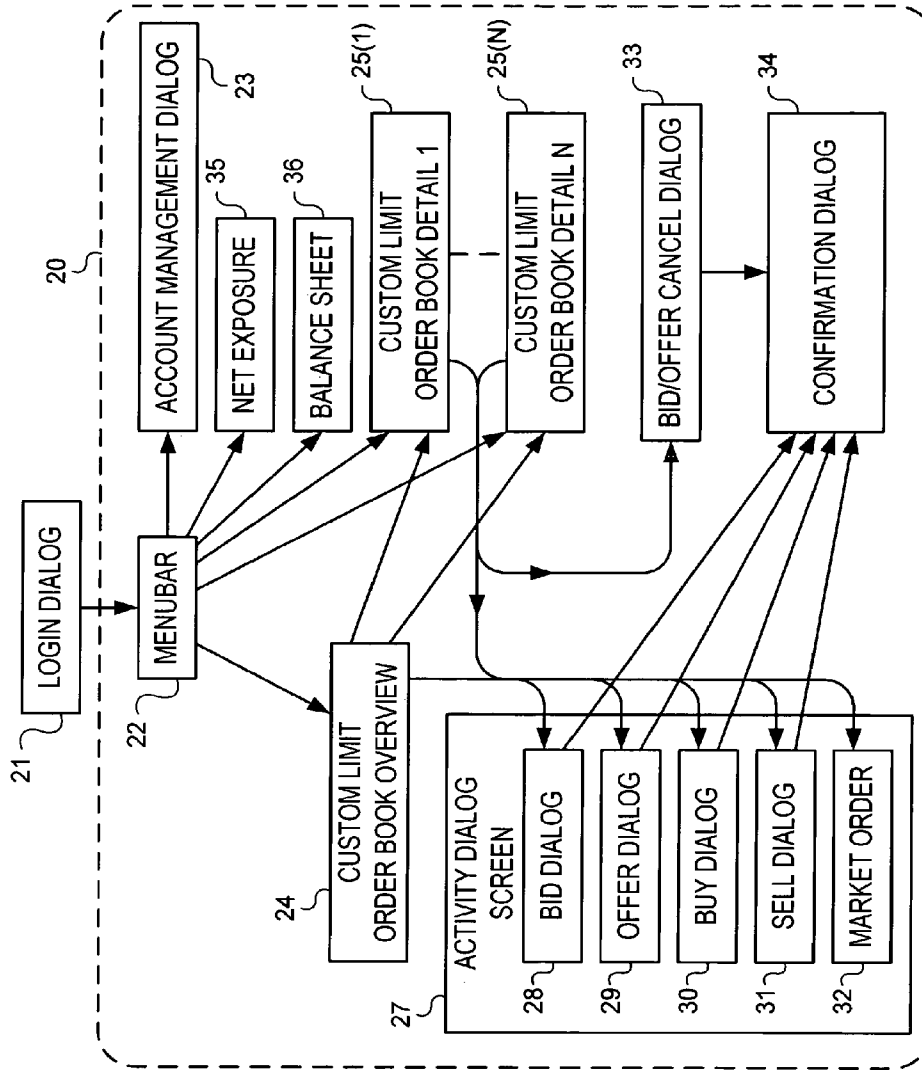 21
LOGIN DIALOG
20
22
MENUBAR
ACCOUNT MANAGEMENT DIALOG
23
NET EXPOSURE
35
BALANCE SHEET
36
CUSTOM LIMIT
ORDER BOOK DETAIL 1
25(1)
CUSTOM LIMIT
ORDER BOOK DETAIL N
25(N)
24
CUSTOM LIMIT
ORDER BOOK OVERVIEW
BID/OFFER CANCEL DIALOG
33
CONFIRMATION DIALOG
34
27
ACTIVITY DIALOG
SCREEN
28
BID DIALOG
29
OFFER DIALOG
30
BUY DIALOG
31
SELL DIALOG
32
MARKET ORDER